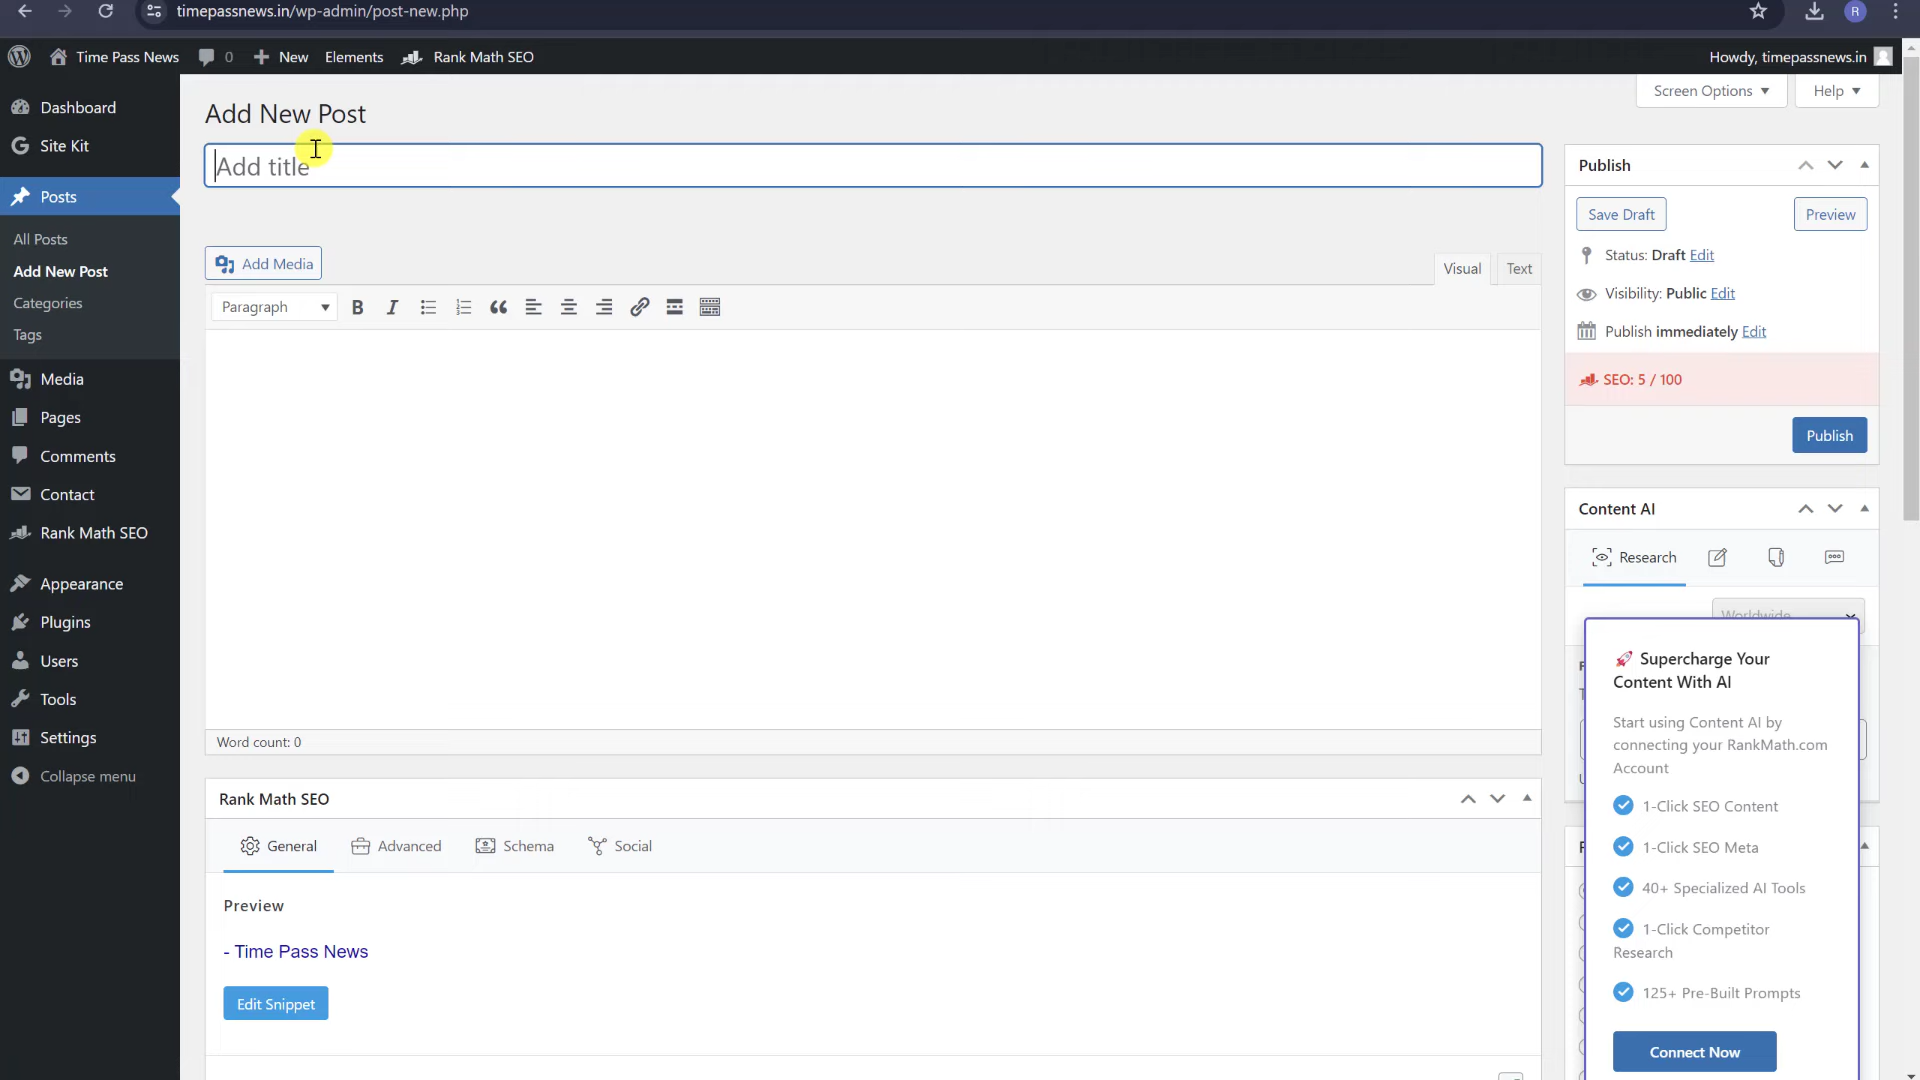 timepassnews.in/wp-admin/post-new.php
R
Time Pass News
0
New
Elements
Rank Math SEO
Howdy, timepassnews.in
Dashboard
Site Kit
Posts
All Posts
Add New Post
Categories
Tags
Media
Pages
Comments
Contact
Rank Math SEO
Appearance
Plugins
Users
Tools
Settings
Collapse menu
Screen Options
Help
Add New Post
Add title
Add Media
Visual
Text
Paragraph
Word count: 0
Rank Math SEO
General
Advanced
Schema
Social
Preview
- Time Pass News
Edit Snippet
Publish
Save Draft
Preview
Status: Draft Edit
Visibility: Public Edit
Publish immediately Edit
SEO: 5 / 100
Publish
Content AI
Research
Worldwide
🚀 Supercharge Your
Content With AI
Start using Content AI by
connecting your RankMath.com
Account
1-Click SEO Content
1-Click SEO Meta
40+ Specialized AI Tools
1-Click Competitor
Research
125+ Pre-Built Prompts
Connect Now